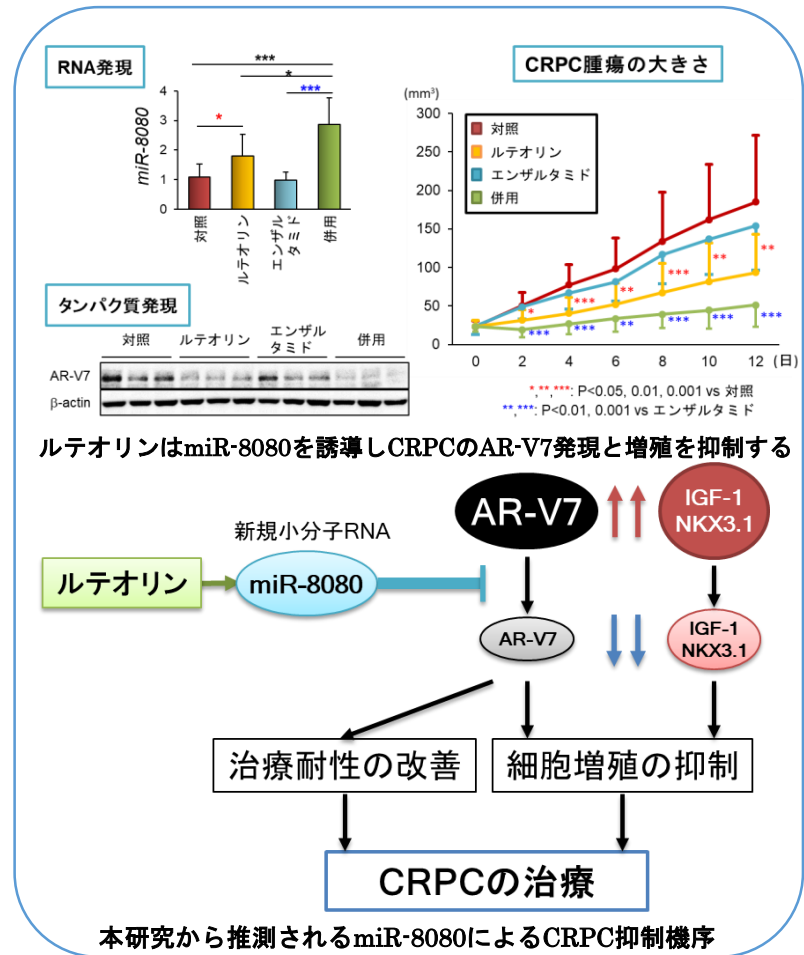 RNA発現
***
*
***
*
miR-8080
4
3
2
1
0
対照
ルテオリン
エンザル
タミド
併用
CRPC腫瘍の大きさ
(mm³)
300
250
200
150
100
50
0
対照
ルテオリン
エンザルタミド
併用
*
***
**
***
**
**
***
***
**
***
***
***
0
2
4
6
8
10
12
(日)
*,**,***: P<0.05, 0.01, 0.001 vs 対照
**,***: P<0.01, 0.001 vs エンザルタミド
タンパク質発現
対照
ルテオリン
エンザル
タミド
併用
AR-V7
β-actin
ルテオリンはmiR-8080を誘導しCRPCのAR-V7発現と増殖を抑制する
新規小分子RNA
ルテオリン
miR-8080
AR-V7
IGF-1
NKX3.1
AR-V7
IGF-1
NKX3.1
治療耐性の改善
細胞増殖の抑制
CRPCの治療
本研究から推測されるmiR-8080によるCRPC抑制機序